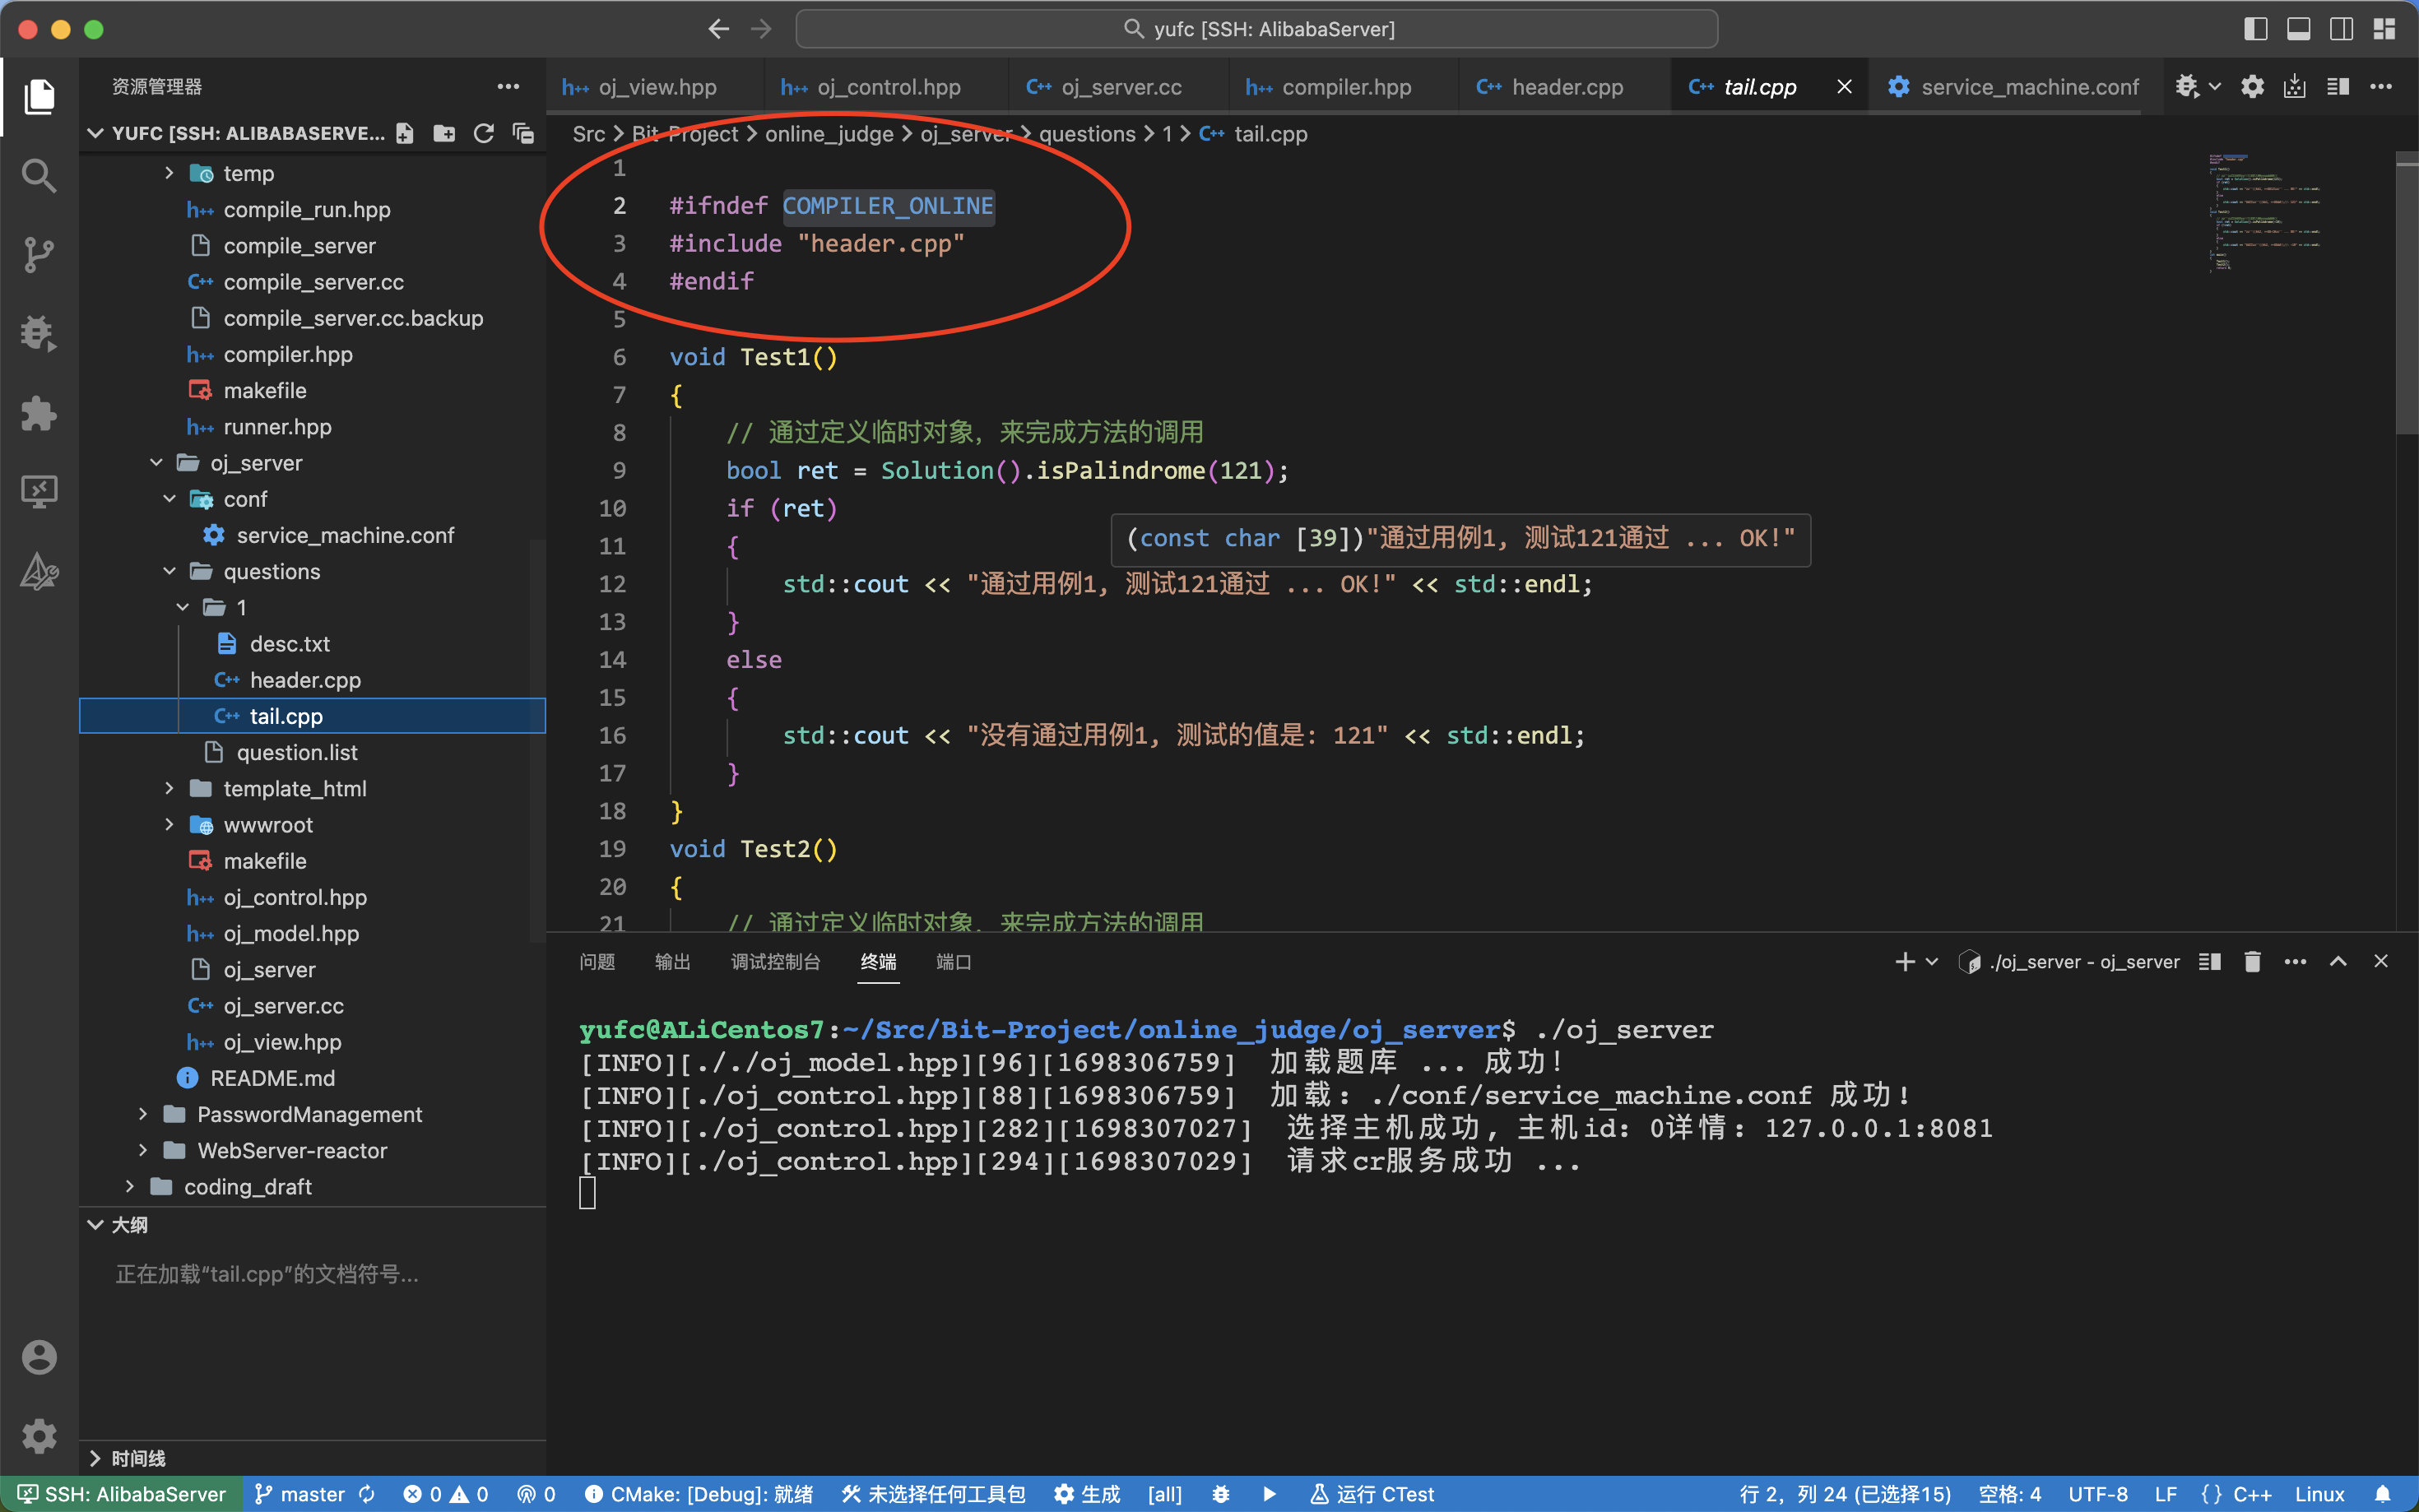 yufc [SSH: AlibabaServer]
资源管理器
YUFC [SSH: ALIBABASERVE...
temp
compile_run.hpp
compile_server
compile_server.cc
compile_server.cc.backup
compiler.hpp
makefile
runner.hpp
oj_server
conf
service_machine.conf
questions
1
desc.txt
header.cpp
tail.cpp
question.list
template_html
wwwroot
makefile
oj_control.hpp
oj_model.hpp
oj_server
oj_server.cc
oj_view.hpp
README.md
PasswordManagement
WebServer-reactor
coding_draft
大纲
正在加载“tail.cpp”的文档符号...
时间线
oj_view.hpp oj_control.hpp oj_server.cc compiler.hpp header.cpp tail.cpp service_machine.conf
Src > Bit-Project > online_judge > oj_server > questions > 1 > tail.cpp
1
2 #ifndef COMPILER_ONLINE
3 #include "header.cpp"
4 #endif
5
6 void Test1()
7 {
8 // 通过定义临时对象，来完成方法的调用
9 bool ret = Solution().isPalindrome(121);
10 if (ret)
(const char [39])"通过用例1, 测试121通过 ... OK!"
11 {
12 std::cout << "通过用例1, 测试121通过 ... OK!" << std::endl;
13 }
14 else
15 {
16 std::cout << "没有通过用例1, 测试的值是: 121" << std::endl;
17 }
18 }
19 void Test2()
20 {
21 // 通过定义临时对象，来完成方法的调用
问题 输出 调试控制台 终端 端口
./oj_server - oj_server
yufc@ALiCentos7:~/Src/Bit-Project/online_judge/oj_server$ ./oj_server
[INFO][././oj_model.hpp][96][1698306759] 加载题库 ... 成功!
[INFO][./oj_control.hpp][88][1698306759] 加载: ./conf/service_machine.conf 成功!
[INFO][./oj_control.hpp][282][1698307027] 选择主机成功, 主机id: 0详情: 127.0.0.1:8081
[INFO][./oj_control.hpp][294][1698307029] 请求cr服务成功 ...
SSH: AlibabaServer master 0 0 0 CMake: [Debug]: 就绪 未选择任何工具包 生成 [all] 运行 CTest 行 2，列 24 (已选择15) 空格: 4 UTF-8 LF {} C++ Linux